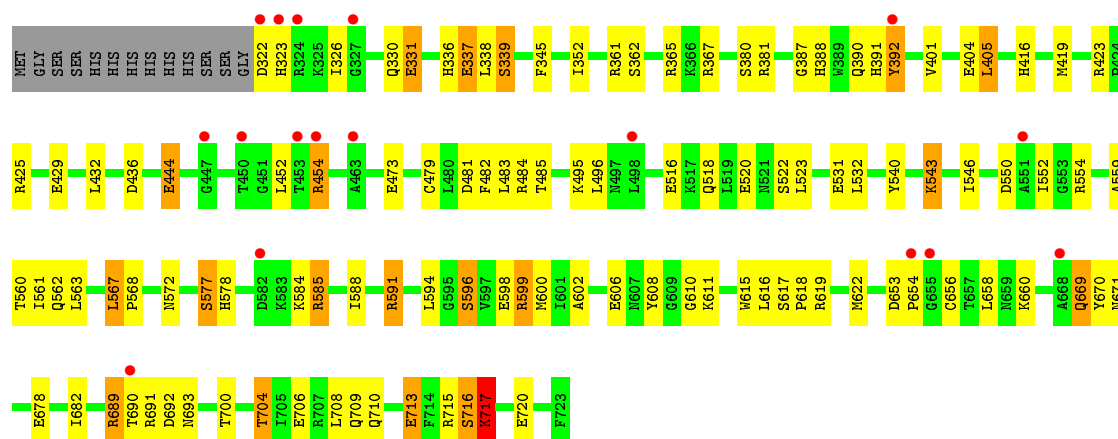 MET GLY SER SER HIS HIS HIS HIS HIS HIS SER SER GLY D322 H323 R324 K325 I326 G327 Q330 E331 H336 E337 L338 S339 F345 I352 R361 S362 R365 K366 R367 S380 R381 G387 H388 W389 Q390 H391 Y392 V401 E404 L405 H416 M419 R423
R425 E429 L432 D436 E444 G447 T450 G451 L452 T453 R454 A463 E473 C479 L480 D481 F482 L483 R484 T485 K495 L496 N497 L498 E516 K517 Q518 L519 E520 N521 S522 L523 E531 L532 Y540 K543 I546 D550 A551 I552 G553 R554 A559
T560 I561 Q562 L563 L567 P568 N572 S577 H578 D582 K583 K584 R585 I588 R591 L594 G595 S596 V597 E598 R599 M600 I601 A602 E606 N607 Y608 G609 G610 K611 W615 L616 S617 P618 R619 M622 D653 P654 G655 C656 T657 L658 N659 K660 A668 Q669 Y670 N671
E678 I682 R689 T690 R691 D692 N693 T700 T704 I705 E706 R707 L708 Q709 Q710 E713 F714 R715 S716 K717 E720 F723